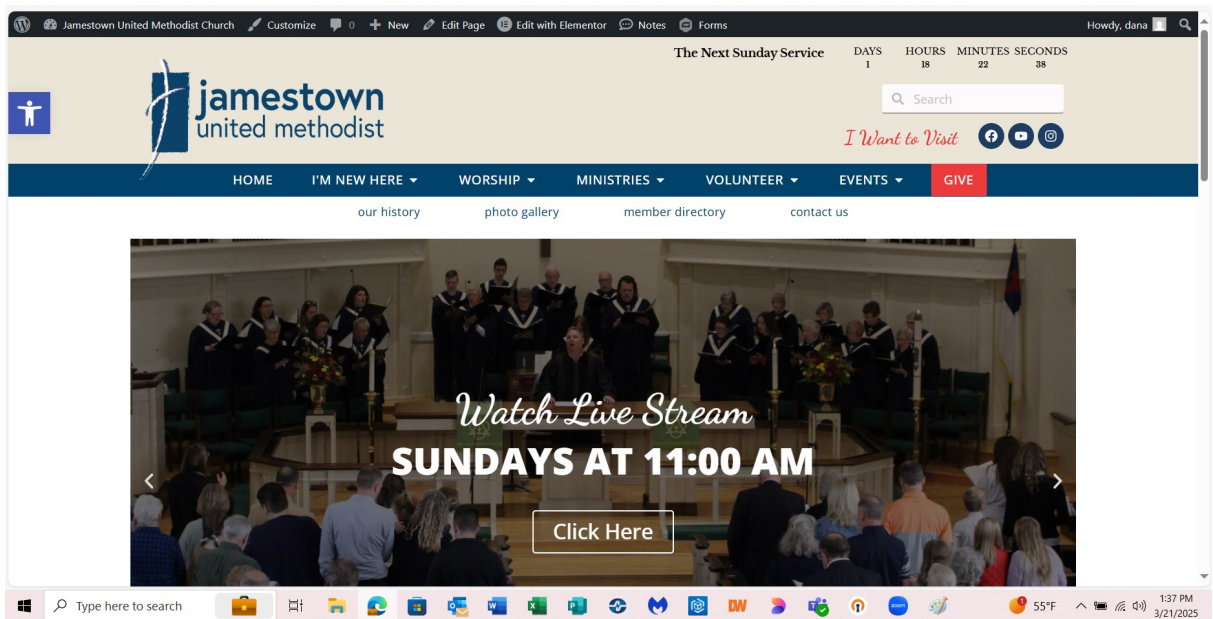 Jamestown United Methodist Church Customize 0 New Edit Page Edit with Elementor Notes Forms Howdy, dana
The Next Sunday Service
DAYS HOURS MINUTES SECONDS
1 18 22 38
Search
jamestown
united methodist
I Want to Visit
HOME I'M NEW HERE WORSHIP MINISTRIES VOLUNTEER EVENTS GIVE
our history photo gallery member directory contact us
Watch Live Stream
SUNDAYS AT 11:00 AM
Click Here
Type here to search
55°F
1:37 PM
3/21/2025